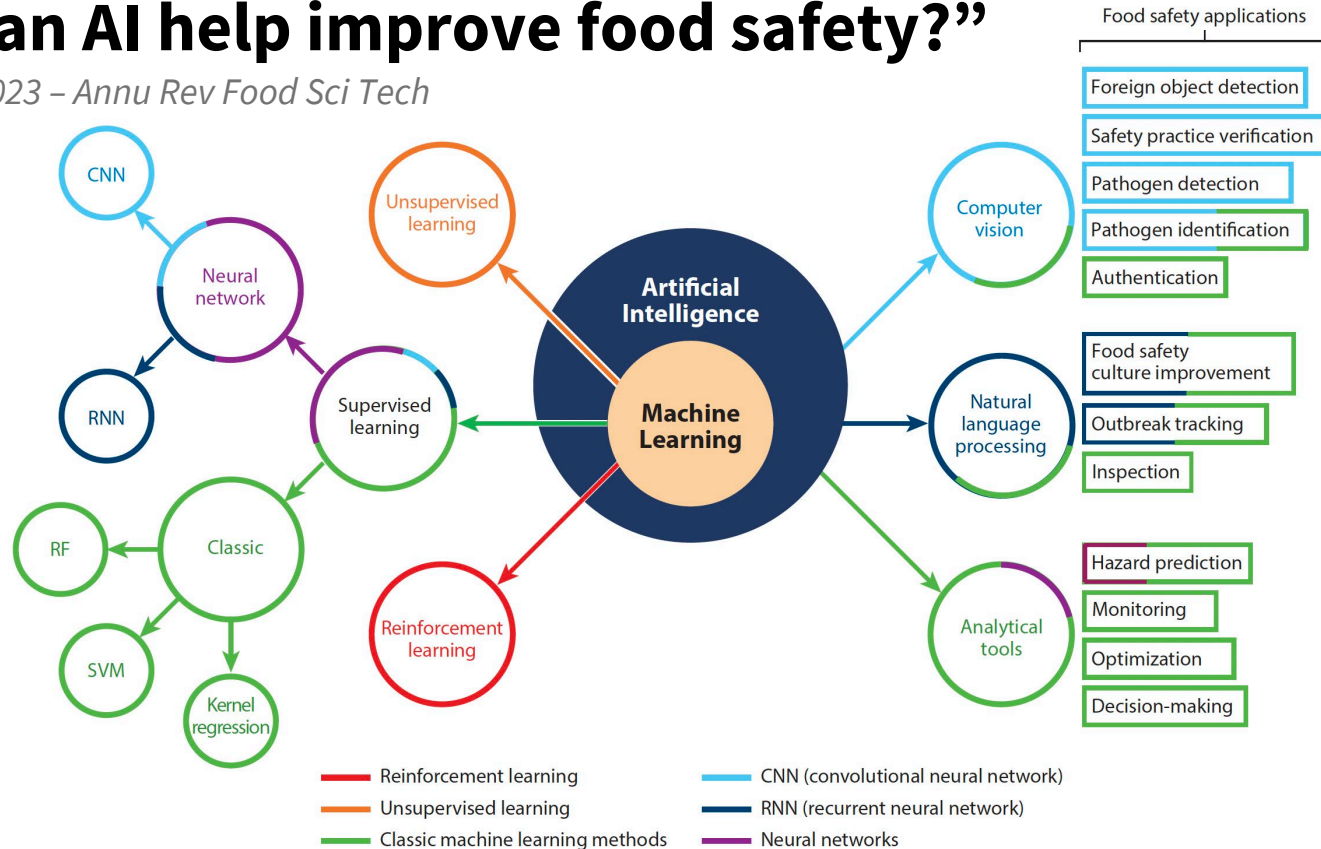 an AI help improve food safety?”
023 – Annu Rev Food Sci Tech
Food safety applications
Foreign object detection
Safety practice verification
Pathogen detection
Pathogen identification
Authentication
Food safety
culture improvement
Outbreak tracking
Inspection
Hazard prediction
Monitoring
Optimization
Decision-making
CNN
Neural
network
RNN
Supervised
learning
Classic
RF
SVM
Kernel
regression
Unsupervised
learning
Artificial
Intelligence
Machine
Learning
Reinforcement
learning
Computer
vision
Natural
language
processing
Analytical
tools
Reinforcement learning
Unsupervised learning
Classic machine learning methods
CNN (convolutional neural network)
RNN (recurrent neural network)
Neural networks